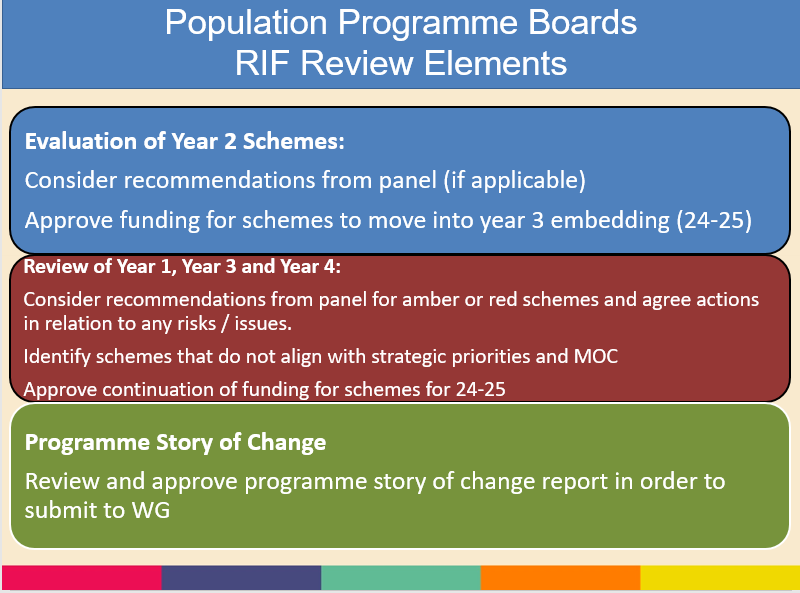 Population Programme Boards
RIF Review Elements
Evaluation of Year 2 Schemes:
Consider recommendations from panel (if applicable)
Approve funding for schemes to move into year 3 embedding (24-25)
Review of Year 1, Year 3 and Year 4:
Consider recommendations from panel for amber or red schemes and agree actions
in relation to any risks / issues.
Identify schemes that do not align with strategic priorities and MOC
Approve continuation of funding for schemes for 24-25
Programme Story of Change
Review and approve programme story of change report in order to
submit to WG